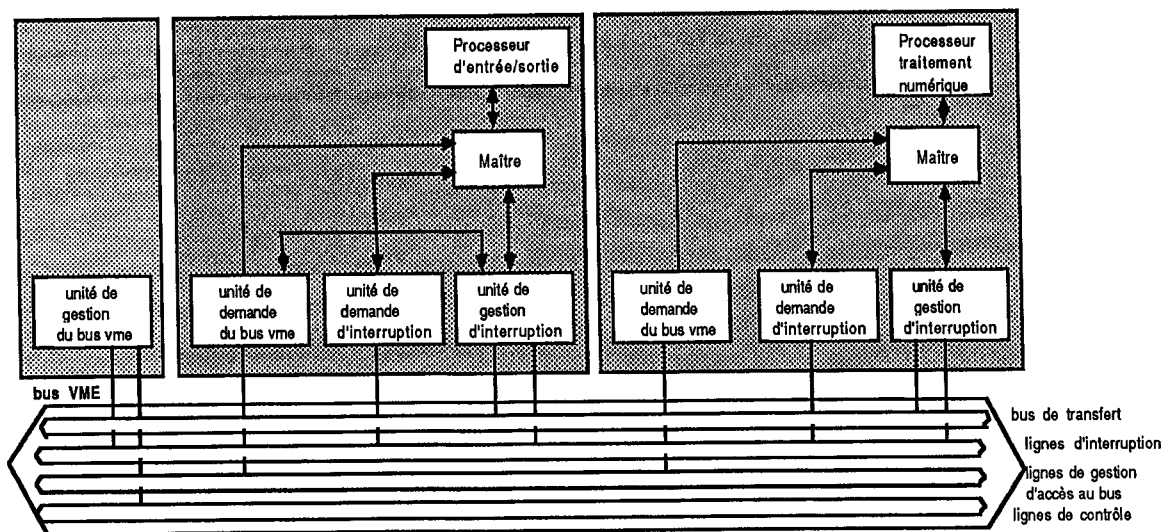 Processeur
d'entrée/sortie
Processeur
traitement
numérique
Maître
Maître
unité de
gestion
du bus vme
unité de
demande
du bus vme
unité de
demande
d'interruption
unité de
gestion
d'interruption
unité de
demande
du bus vme
unité de
demande
d'interruption
unité de
gestion
d'interruption
bus VME
bus de transfert
lignes d'interruption
lignes de gestion
d'accès au bus
lignes de contrôle